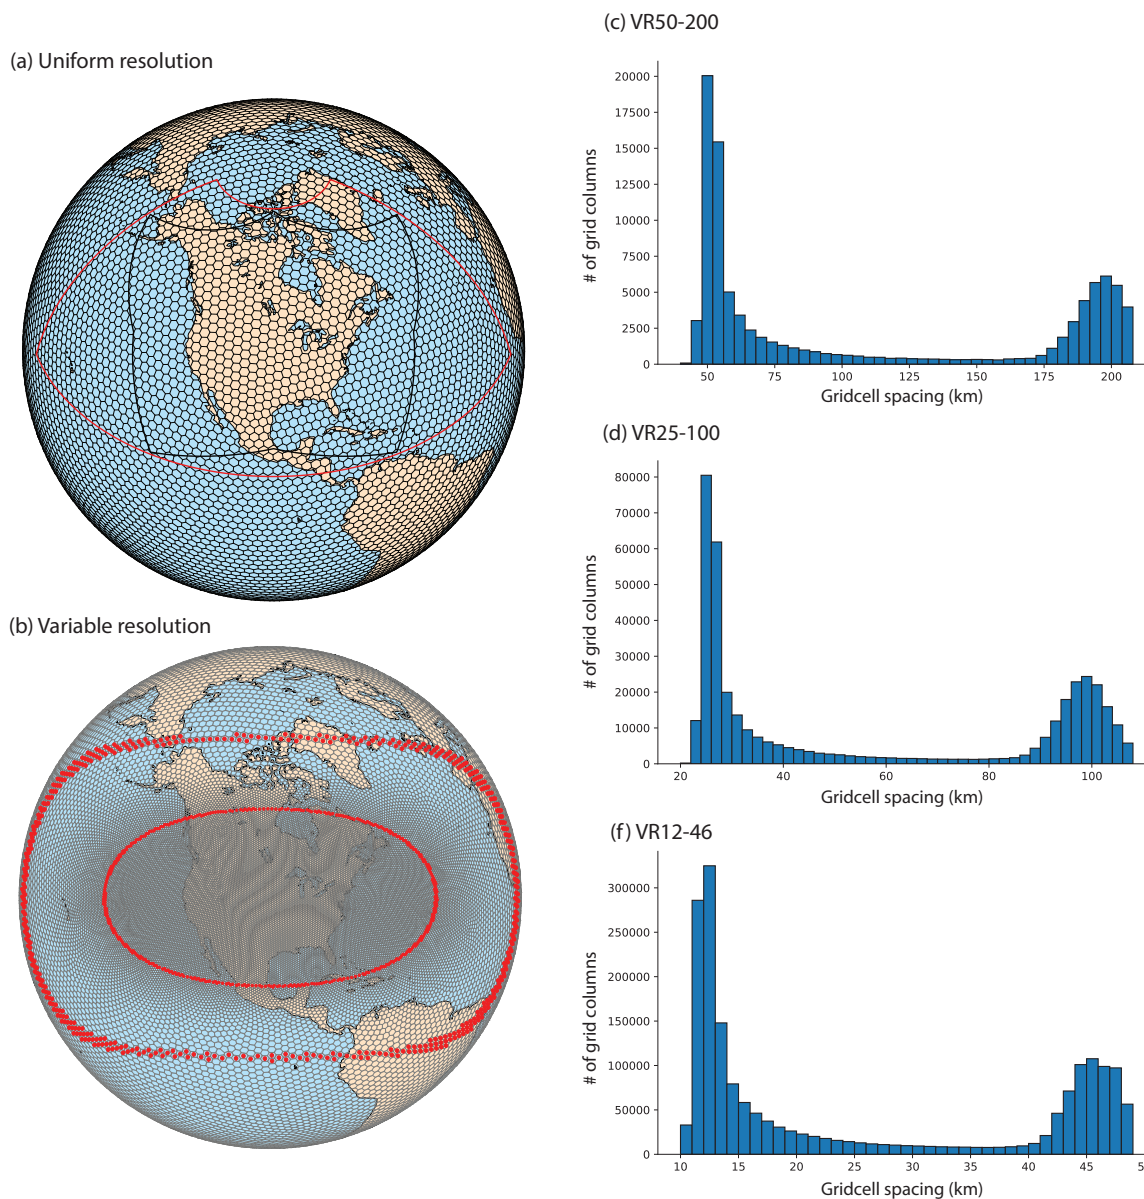 (a) Uniform resolution
(b) Variable resolution
(c) VR50-200
# of grid columns
20000
17500
15000
12500
10000
7500
5000
2500
0
50 75 100 125 150 175 200
Gridcell spacing (km)
(d) VR25-100
# of grid columns
80000
70000
60000
50000
40000
30000
20000
10000
0
20 40 60 80 100
Gridcell spacing (km)
(f) VR12-46
# of grid columns
300000
250000
200000
150000
100000
50000
0
10 15 20 25 30 35 40 45 5
Gridcell spacing (km)